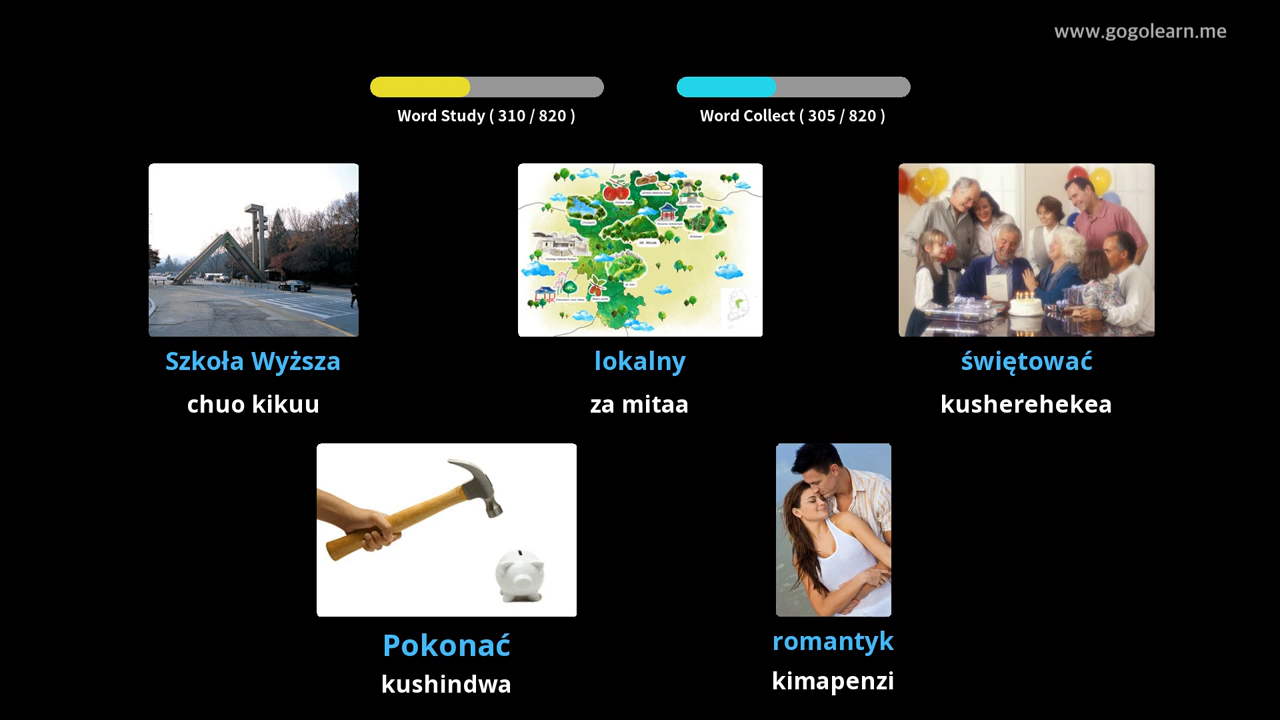 www.gogolearn.me
Word Study ( 310 / 820 )
Word Collect ( 305 / 820 )
Szkoła Wyższa
lokalny
świętować
chuo kikuu
za mitaa
kusherehekea
Pokonać
romantyk
kushindwa
kimapenzi